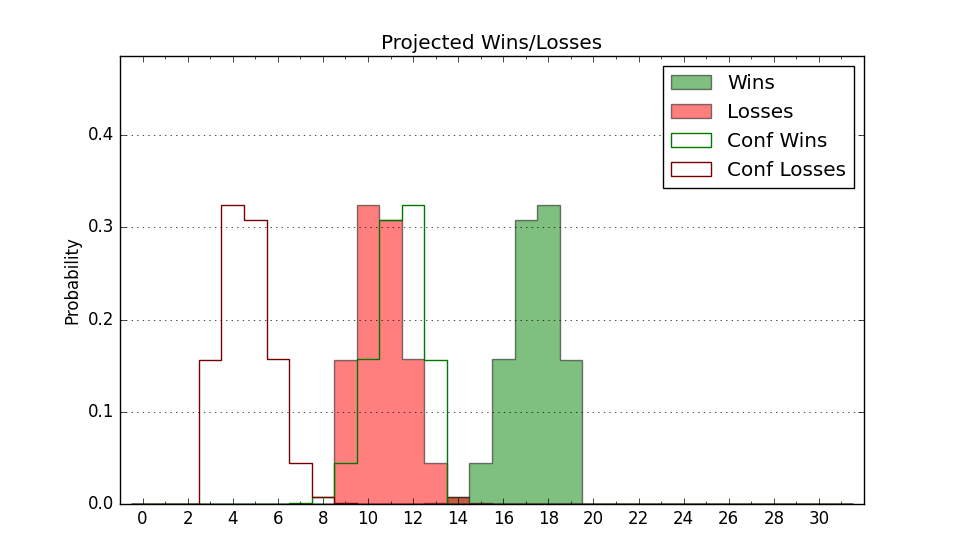 Projected Wins/Losses
Wins
Losses
Conf Wins
Conf Losses
Probability
0.4
0.3
0.2
0.1
0.0
0 2 4 6 8 10 12 14 16 18 20 22 24 26 28 30